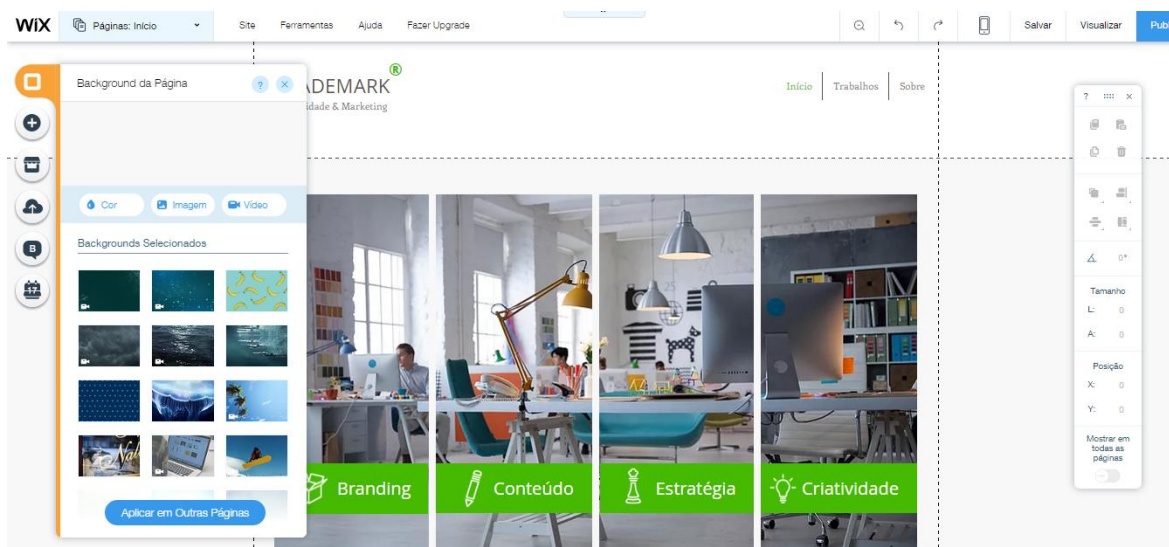 WiX
Páginas: Início
Site
Ferramentas
Ajuda
Fazer Upgrade
Salvar
Visualizar
Background da Página
?
DEMARK®
idade & Marketing
Início
Trabalhos
Sobre
?
Cor
Imagem
Vídeo
Backgrounds Selecionados
B
17
0°
Tamanho
L: 0
A: 0
Posição
X: 0
Y: 0
Mostrar em
todas as
páginas
Branding
Conteúdo
Estratégia
Criatividade
Aplicar em Outras Páginas